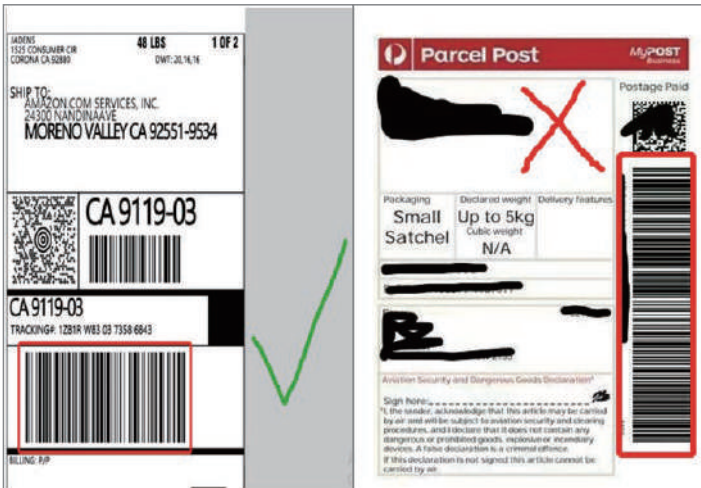 JADENS
1525 CONSUMER CIR
CORONA CA 92880
48 LBS
1 OF 2
DWT: 20,16,16
SHIP TO:
AMAZON.COM SERVICES, INC.
24300 NANDINAAVE
MORENO VALLEY CA 92551-9534
CA 9119-03
CA 9119-03
TRACKING#: 1ZB1R W83 03 7358 6843
BILLING: P/P
Parcel Post
MyPOST
Business
Postage Paid
Packaging
Small
Satchel
Declared weight
Up to 5kg
Cubic weight
N/A
Delivery features
Aviation Security and Dangerous Goods Declaration*
Sign here:
*I, the sender, acknowledge that this article may be carried
by air and will be subject to aviation security and clearing
procedures, and I declare that it does not contain any
dangerous or prohibited goods, explosive or incendiary
devices. A false declaration is a criminal offence.
If this declaration is not signed this article cannot be
carried by air.